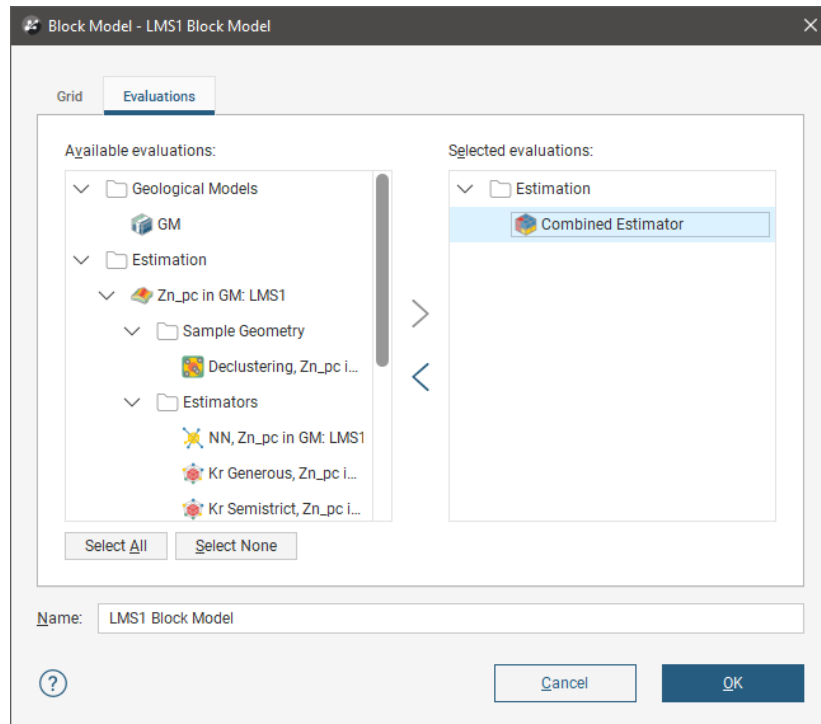 Block Model - LMS1 Block Model
Grid
Evaluations
Available evaluations:
Geological Models
GM
Estimation
Zn_pc in GM: LMS1
Sample Geometry
Declustering, Zn_pc i...
Estimators
NN, Zn_pc in GM: LMS1
Kr Generous, Zn_pc i...
Kr Semistrict, Zn_pc i...
Select All
Select None
Selected evaluations:
Estimation
Combined Estimator
Name:
LMS1 Block Model
?
Cancel
OK